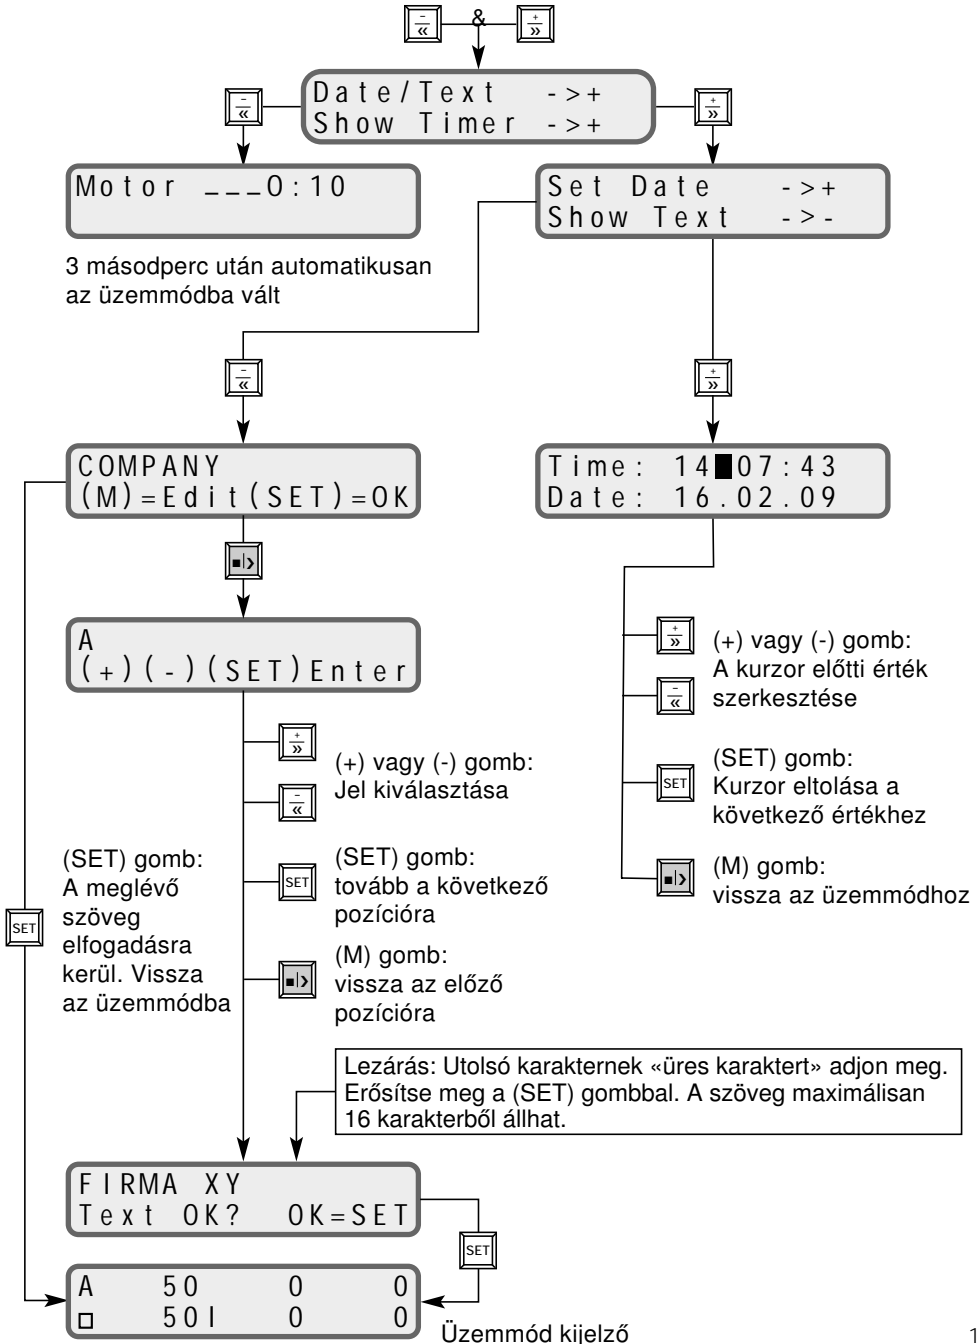 − « & + »
Date/Text ->+
Show Timer ->+
− «
+ »
Motor ___0:10
Set Date ->+
Show Text ->-
3 másodperc után automatikusan
az üzemmódba vált
− «
+ »
COMPANY
(M)=Edit(SET)=OK
Time: 14█07:43
Date: 16.02.09
A
(+)(-)(SET)Enter
+ »
− «
(+) vagy (-) gomb:
Jel kiválasztása
SET
(SET) gomb:
tovább a következő
pozícióra
(M) gomb:
vissza az előző
pozícióra
+ »
− «
(+) vagy (-) gomb:
A kurzor előtti érték
szerkesztése
SET
(SET) gomb:
Kurzor eltolása a
következő értékhez
(M) gomb:
vissza az üzemmódhoz
SET
(SET) gomb:
A meglévő
szöveg
elfogadásra
kerül. Vissza
az üzemmódba
Lezárás: Utolsó karakternek «üres karaktert» adjon meg.
Erősítse meg a (SET) gombbal. A szöveg maximálisan
16 karakterből állhat.
FIRMA XY
Text OK? OK=SET
SET
A 50 0 0
□ 50l 0 0
Üzemmód kijelző
1